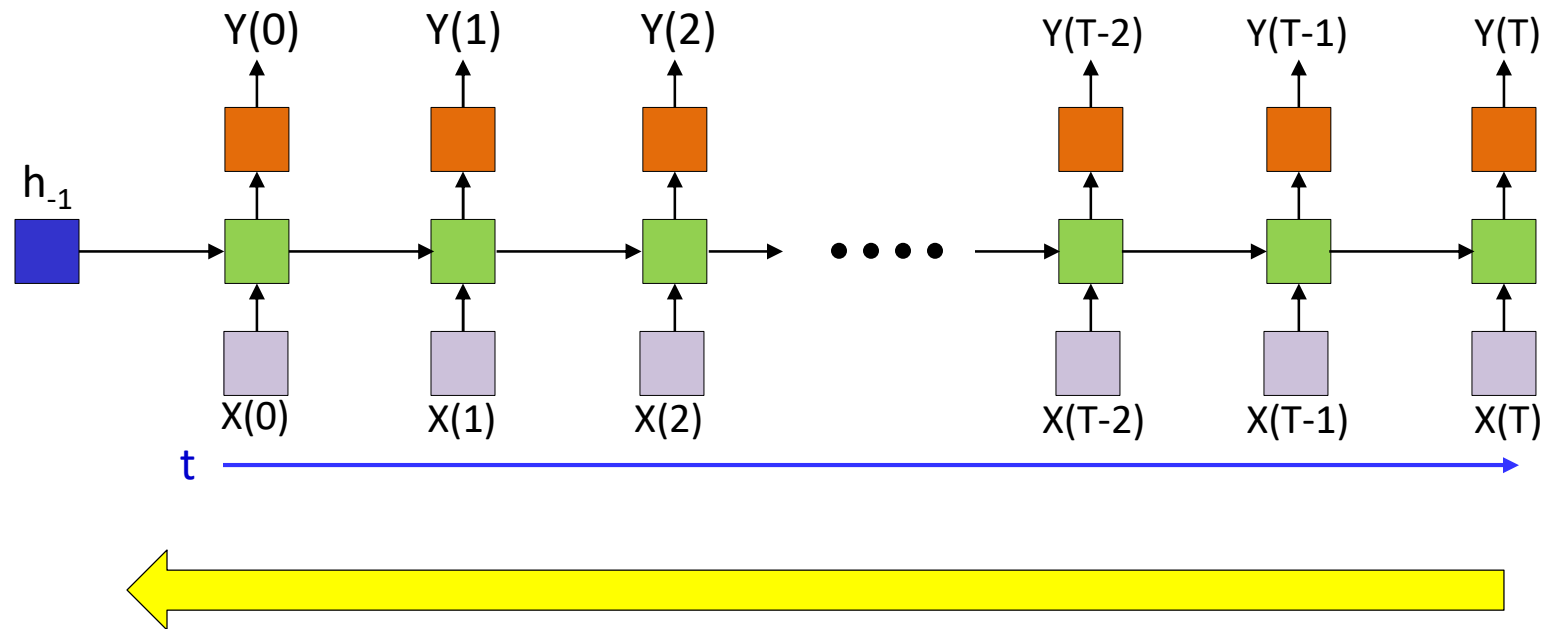 Y(0) Y(1) Y(2) Y(T-2) Y(T-1) Y(T)
h-1
X(0) X(1) X(2) X(T-2) X(T-1) X(T)
t